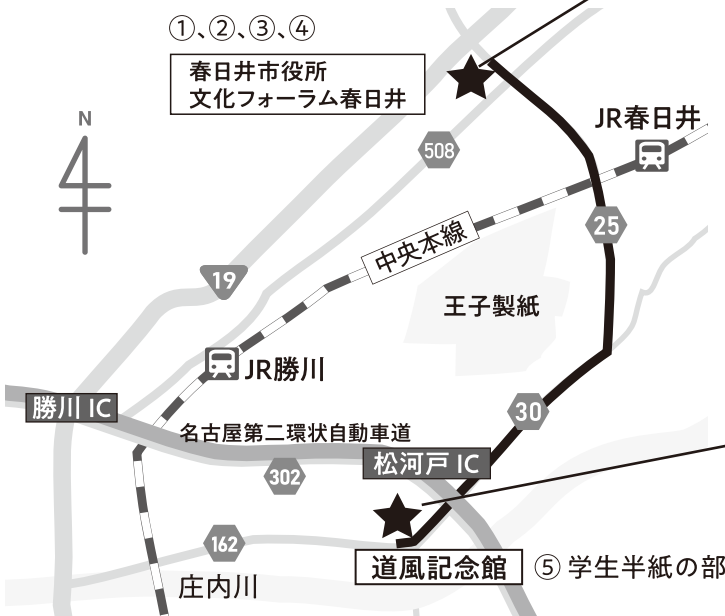 ①、②、③、④
春日井市役所
文化フォーラム春日井
N
JR春日井
508
25
中央本線
19
王子製紙
JR勝川
勝川 IC
30
名古屋第二環状自動車道
松河戸 IC
302
162
道風記念館
⑤ 学生半紙の部
庄内川